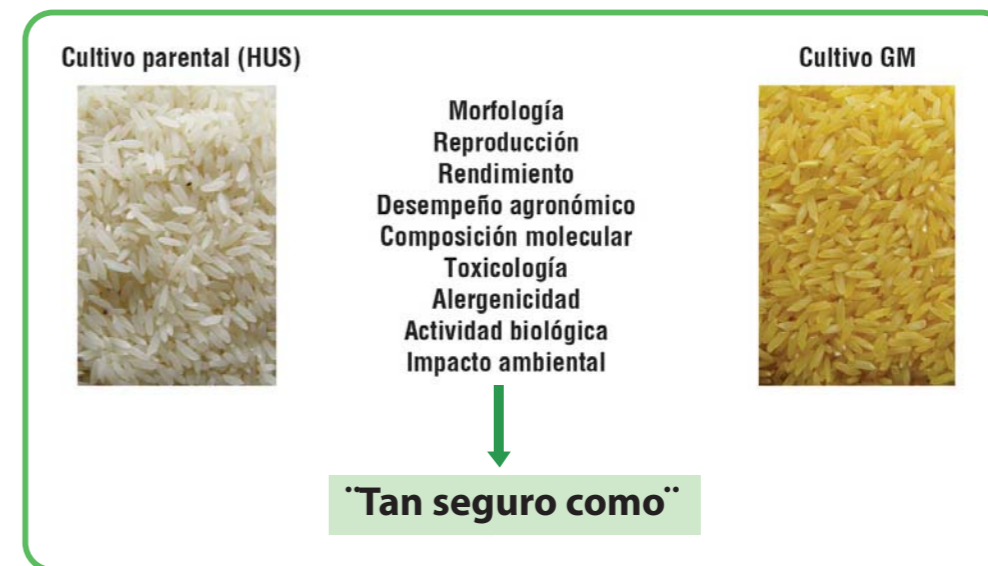 Cultivo parental (HUS)
Cultivo GM
Morfología
Reproducción
Rendimiento
Desempeño agronómico
Composición molecular
Toxicología
Alergenicidad
Actividad biológica
Impacto ambiental
¨Tan seguro como¨